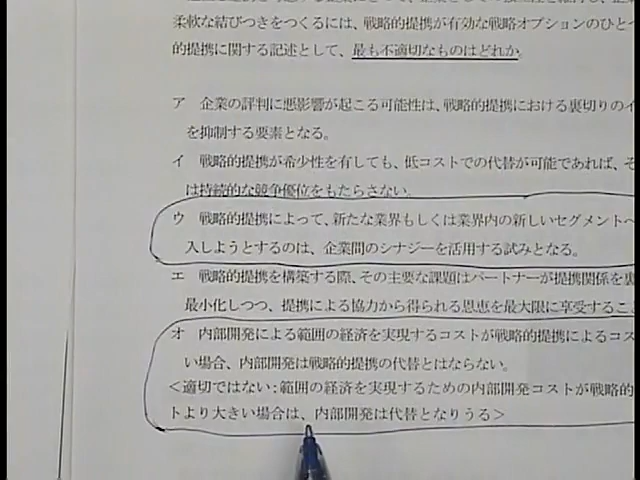 柔軟な結びつきをつくるには、戦略的提携が有効な戦略オプションのひと
的提携に関する記述として、最も不適切なものはどれか。
ア　企業の評判に悪影響が起こる可能性は、戦略的提携における裏切りのイ
を抑制する要素となる。
イ　戦略的提携が希少性を有しても、低コストでの代替が可能であれば、そ
は持続的な競争優位をもたらさない。
ウ　戦略的提携によって、新たな業界もしくは業界内の新しいセグメントへ
入しようとするのは、企業間のシナジーを活用する試みとなる。
エ　戦略的提携を構築する際、その主要な課題はパートナーが提携関係を裏
最小化しつつ、提携による協力から得られる恩恵を最大限に享受するこ
オ　内部開発による範囲の経済を実現するコストが戦略的提携によるコス
い場合、内部開発は戦略的提携の代替とはならない。
＜適切ではない：範囲の経済を実現するための内部開発コストが戦略的
トより大きい場合は、内部開発は代替となりうる＞